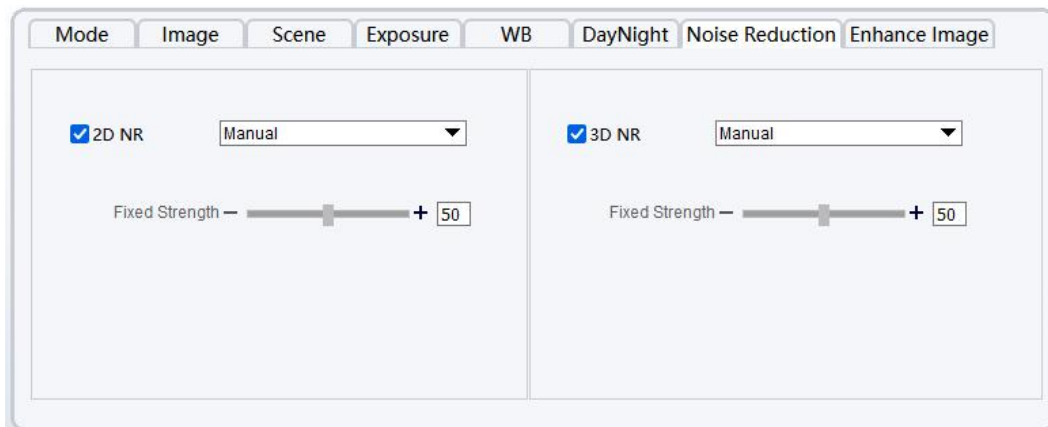 Mode Image Scene Exposure WB DayNight Noise Reduction Enhance Image
2D NR Manual 3D NR Manual
Fixed Strength − + 50 Fixed Strength − + 50